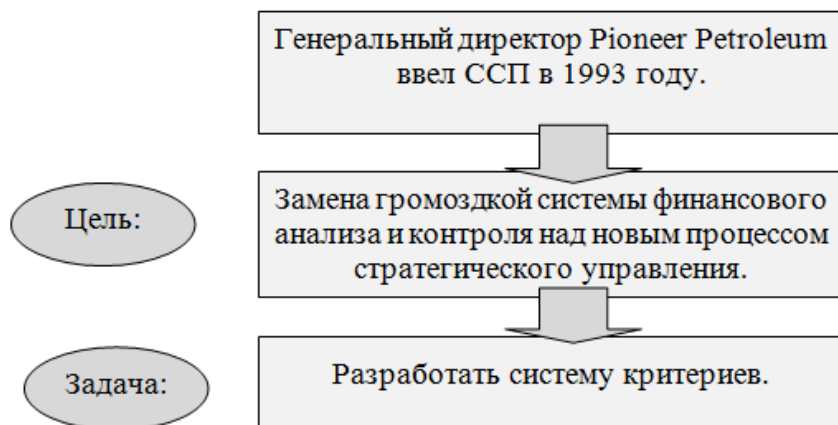 Генеральный директор Pioneer Petroleum
ввел ССП в 1993 году.
Цель:
Замена громоздкой системы финансового
анализа и контроля над новым процессом
стратегического управления.
Задача:
Разработать систему критериев.